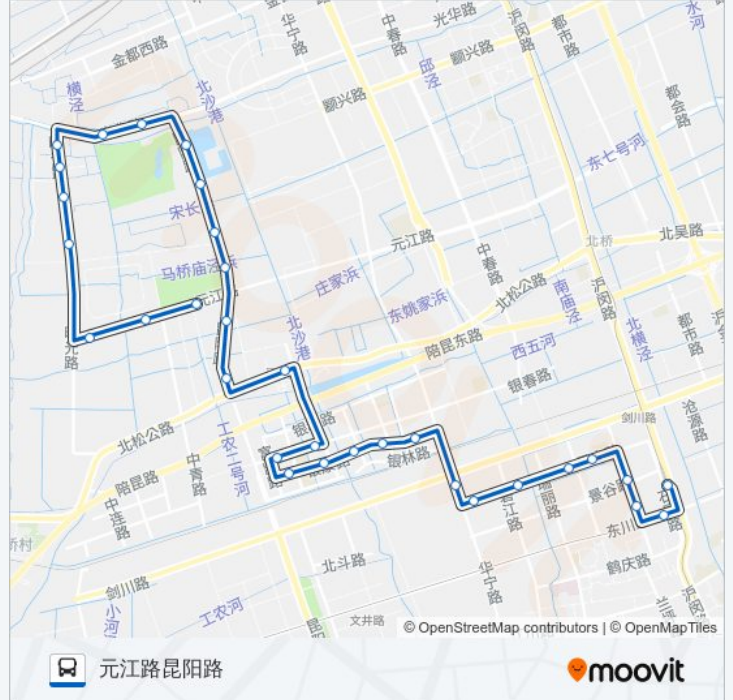 金都西路
华宁路
中春路
光华路
沪闵路
都市路
水河
横泾
北沙港
邱泾
颛兴路
颛兴路
都会路
东七号河
宋长
元江路
中春路
北桥
北吴路
马桥庙泾浜
庄家浜
北松公路
沪闵路
元江
东姚家浜
南庙泾
北沙港
陪昆东路
西五河
北横泾
都市路
银春路
北松公路
工农二号河
剑川路
沧源路
银林路
陪昆路
中青路
中连路
景谷路
桥村
东川
北斗路
华宁路
鹤庆路
剑川路
小河
工农河
文井路
沪闵路
© OpenStreetMap contributors | © OpenMapTiles
元江路昆阳路
moovit